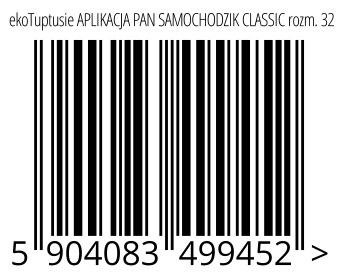 ekoTuptusie APLIKACJA PAN SAMOCHODZIK CLASSIC rozm. 32
5 904083 499452 >